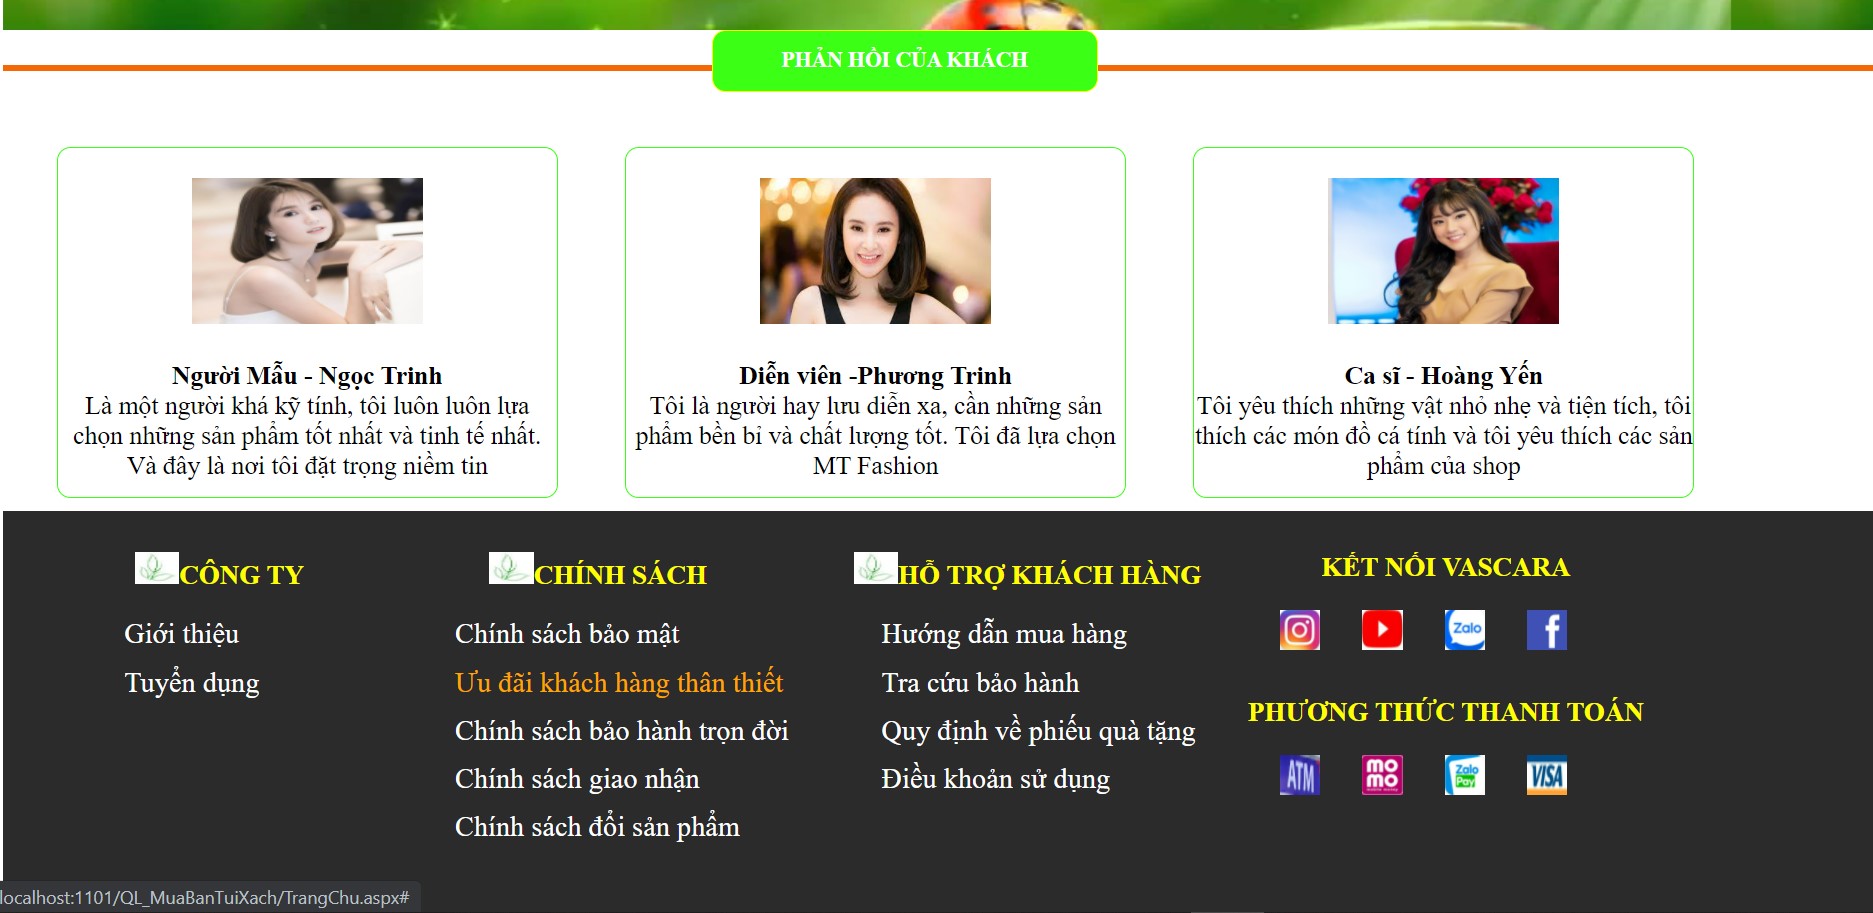 PHẢN HỒI CỦA KHÁCH
Người Mẫu - Ngọc Trinh
Là một người khá kỹ tính, tôi luôn luôn lựa
chọn những sản phẩm tốt nhất và tinh tế nhất.
Và đây là nơi tôi đặt trọng niềm tin
Diễn viên -Phương Trinh
Tôi là người hay lưu diễn xa, cần những sản
phẩm bền bỉ và chất lượng tốt. Tôi đã lựa chọn
MT Fashion
Ca sĩ - Hoàng Yến
Tôi yêu thích những vật nhỏ nhẹ và tiện tích, tôi
thích các món đồ cá tính và tôi yêu thích các sản
phẩm của shop
CÔNG TY
Giới thiệu
Tuyển dụng
CHÍNH SÁCH
Chính sách bảo mật
Ưu đãi khách hàng thân thiết
Chính sách bảo hành trọn đời
Chính sách giao nhận
Chính sách đổi sản phẩm
HỖ TRỢ KHÁCH HÀNG
Hướng dẫn mua hàng
Tra cứu bảo hành
Quy định về phiếu quà tặng
Điều khoản sử dụng
KẾT NỐI VASCARA
Zalo
f
PHƯƠNG THỨC THANH TOÁN
ATM
mo
mo
Zalo
Pay
VISA
localhost:1101/QL_MuaBanTuiXach/TrangChu.aspx#